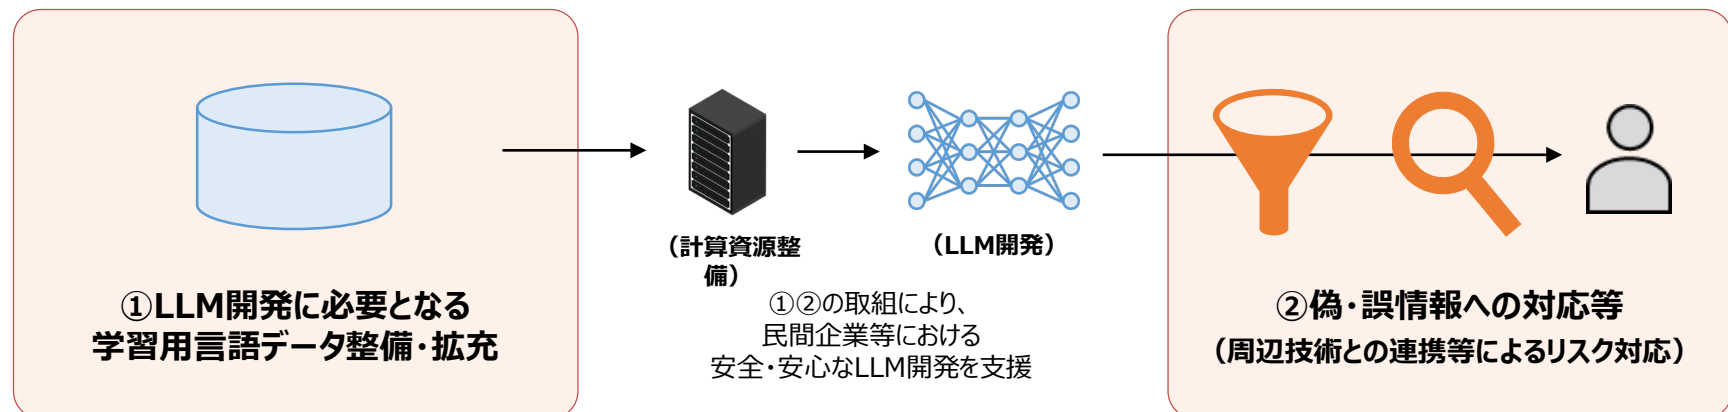 ①LLM開発に必要となる
学習用言語データ整備・拡充
（計算資源整
備）
（LLM開発）
①②の取組により、
民間企業等における
安全・安心なLLM開発を支援
②偽・誤情報への対応等
（周辺技術との連携等によるリスク対応）